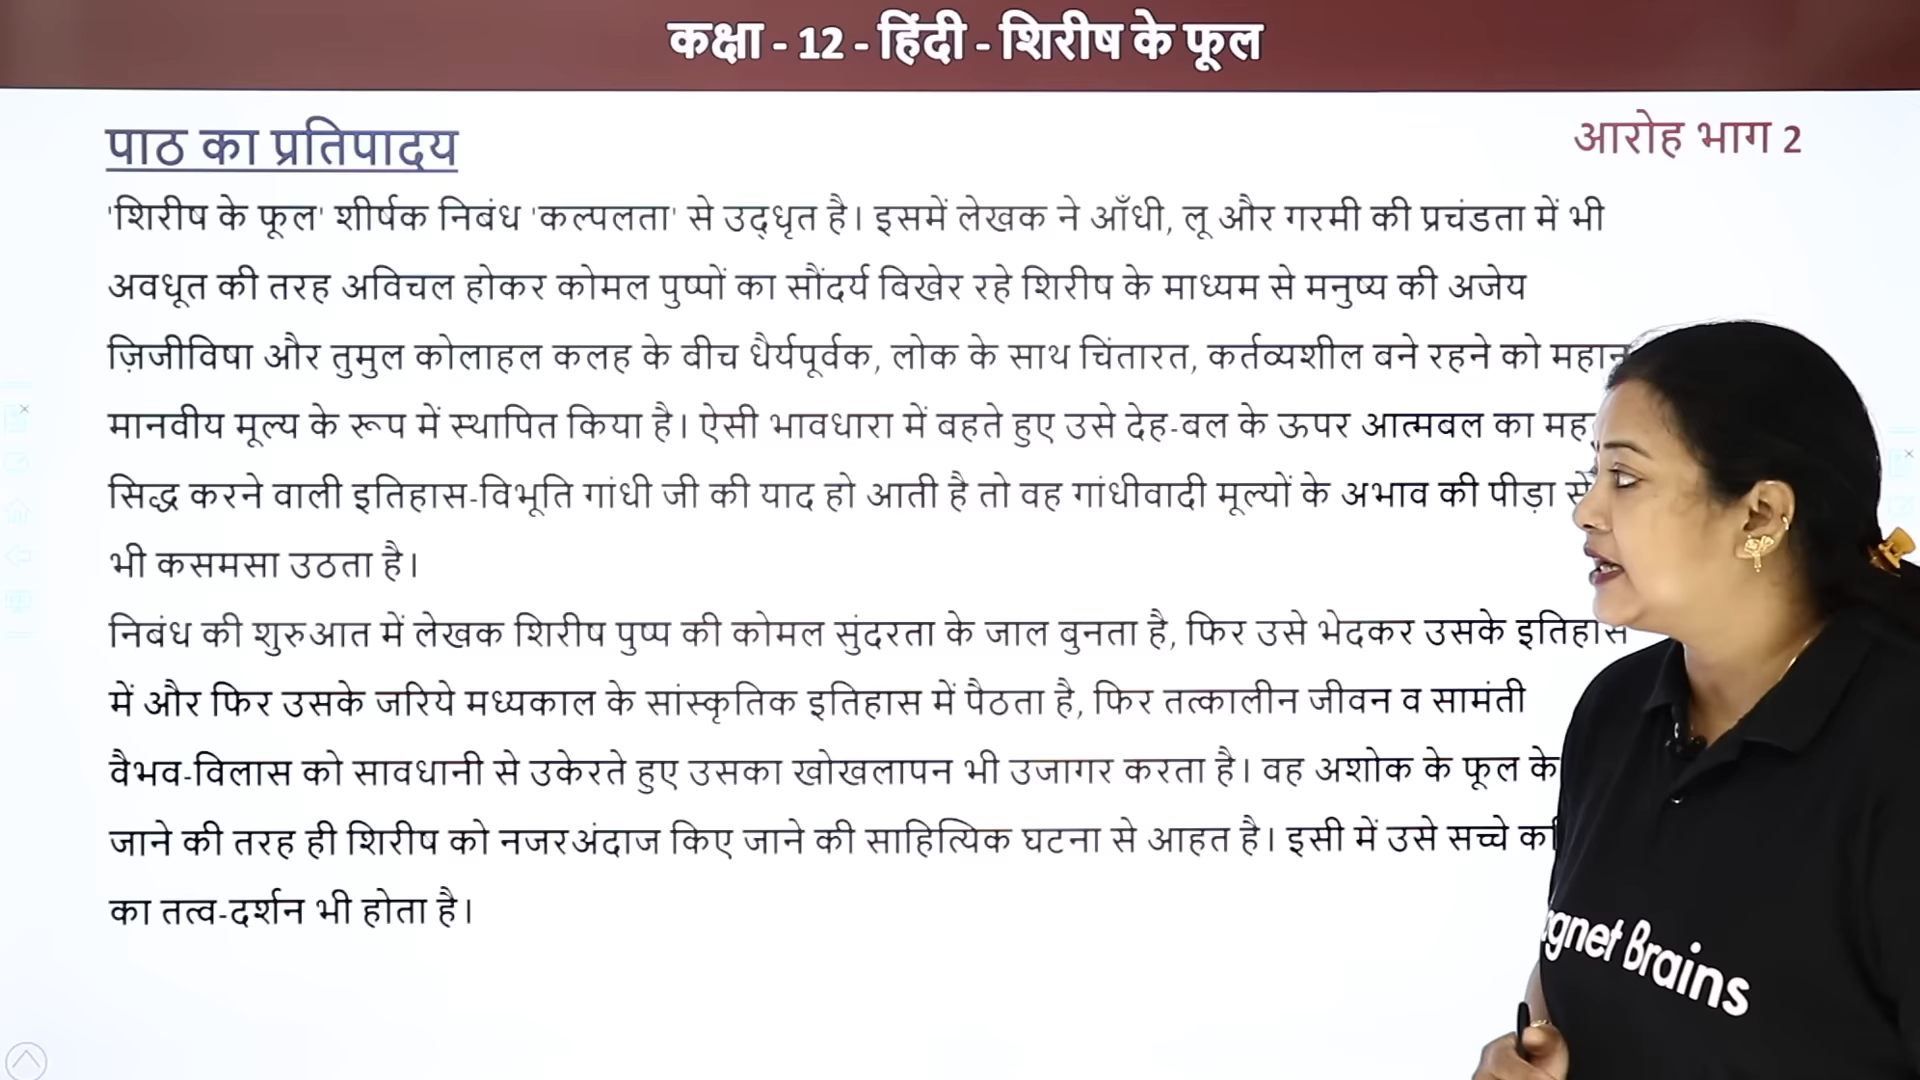 कक्षा - 12 - हिंदी - शिरीष के फूल
पाठ का प्रतिपादय
आरोह भाग 2
'शिरीष के फूल' शीर्षक निबंध 'कल्पलता' से उद्धृत है। इसमें लेखक ने आँधी, लू और गरमी की प्रचंडता में भी
अवधूत की तरह अविचल होकर कोमल पुष्पों का सौंदर्य बिखेर रहे शिरीष के माध्यम से मनुष्य की अजेय
ज़िजीविषा और तुमुल कोलाहल कलह के बीच धैर्यपूर्वक, लोक के साथ चिंतारत, कर्तव्यशील बने रहने को महान
मानवीय मूल्य के रूप में स्थापित किया है। ऐसी भावधारा में बहते हुए उसे देह-बल के ऊपर आत्मबल का
सिद्ध करने वाली इतिहास-विभूति गांधी जी की याद हो आती है तो वह गांधीवादी मूल्यों के अभाव की पीड़ा से
भी कसमसा उठता है।
निबंध की शुरुआत में लेखक शिरीष पुष्प की कोमल सुंदरता के जाल बुनता है, फिर उसे भेदकर उसके इतिहास
में और फिर उसके जरिये मध्यकाल के सांस्कृतिक इतिहास में पैठता है, फिर तत्कालीन जीवन व सामंती
वैभव-विलास को सावधानी से उकेरते हुए उसका खोखलापन भी उजागर करता है। वह अशोक के फूल के
जाने की तरह ही शिरीष को नजरअंदाज किए जाने की साहित्यिक घटना से आहत है। इसी में उसे सच्चे
का तत्व-दर्शन भी होता है।
Brains